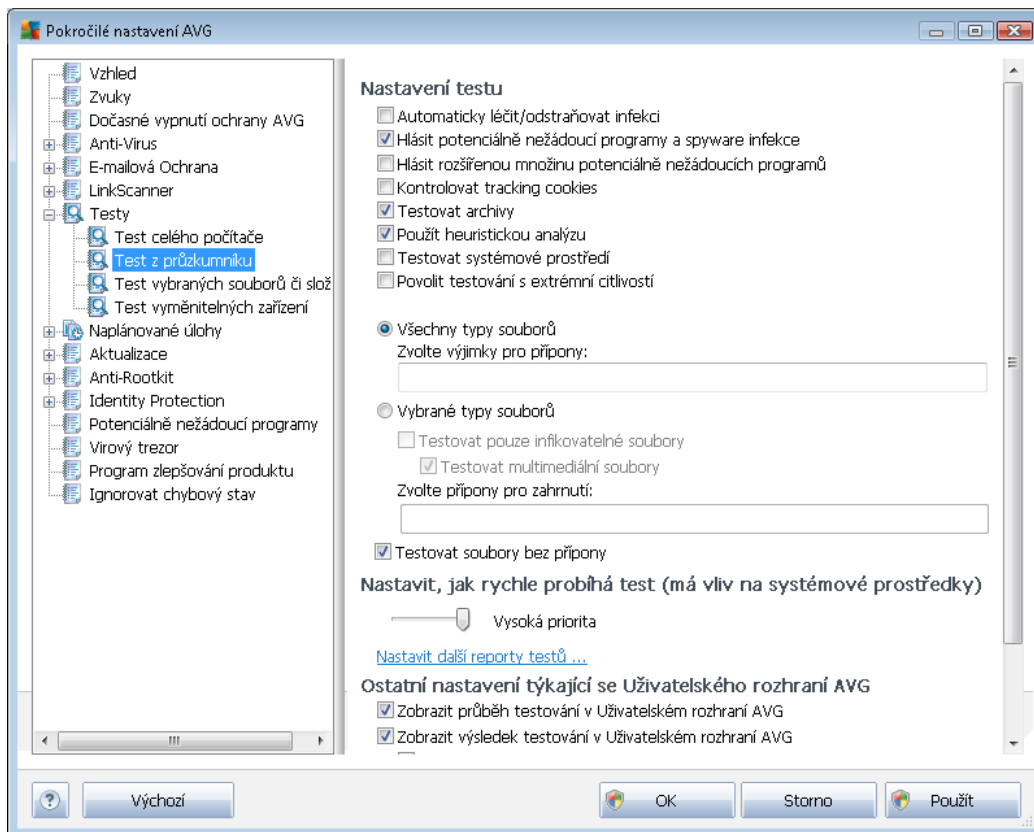 Pokročilé nastavení AVG
Vzhled
Zvuky
Dočasné vypnutí ochrany AVG
Anti-Virus
E-mailová Ochrana
LinkScanner
Testy
Test celého počítače
Test z průzkumníku
Test vybraných souborů či slož
Test vyměnitelných zařízení
Naplánované úlohy
Aktualizace
Anti-Rootkit
Identity Protection
Potenciálně nežádoucí programy
Virový trezor
Program zlepšování produktu
Ignorovat chybový stav
Nastavení testu
Automaticky léčit/odstraňovat infekci
Hlásit potenciálně nežádoucí programy a spyware infekce
Hlásit rozšířenou množinu potenciálně nežádoucích programů
Kontrolovat tracking cookies
Testovat archivy
Použít heuristickou analýzu
Testovat systémové prostředí
Povolit testování s extrémní citlivostí
Všechny typy souborů
Zvolte výjimky pro přípony:
Vybrané typy souborů
Testovat pouze infikovatelné soubory
Testovat multimediální soubory
Zvolte přípony pro zahrnutí:
Testovat soubory bez přípony
Nastavit, jak rychle probíhá test (má vliv na systémové prostředky)
Vysoká priorita
Nastavit další reporty testů ...
Ostatní nastavení týkající se Uživatelského rozhraní AVG
Zobrazit průběh testování v Uživatelském rozhraní AVG
Zobrazit výsledek testování v Uživatelském rozhraní AVG
? Výchozí OK Storno Použít